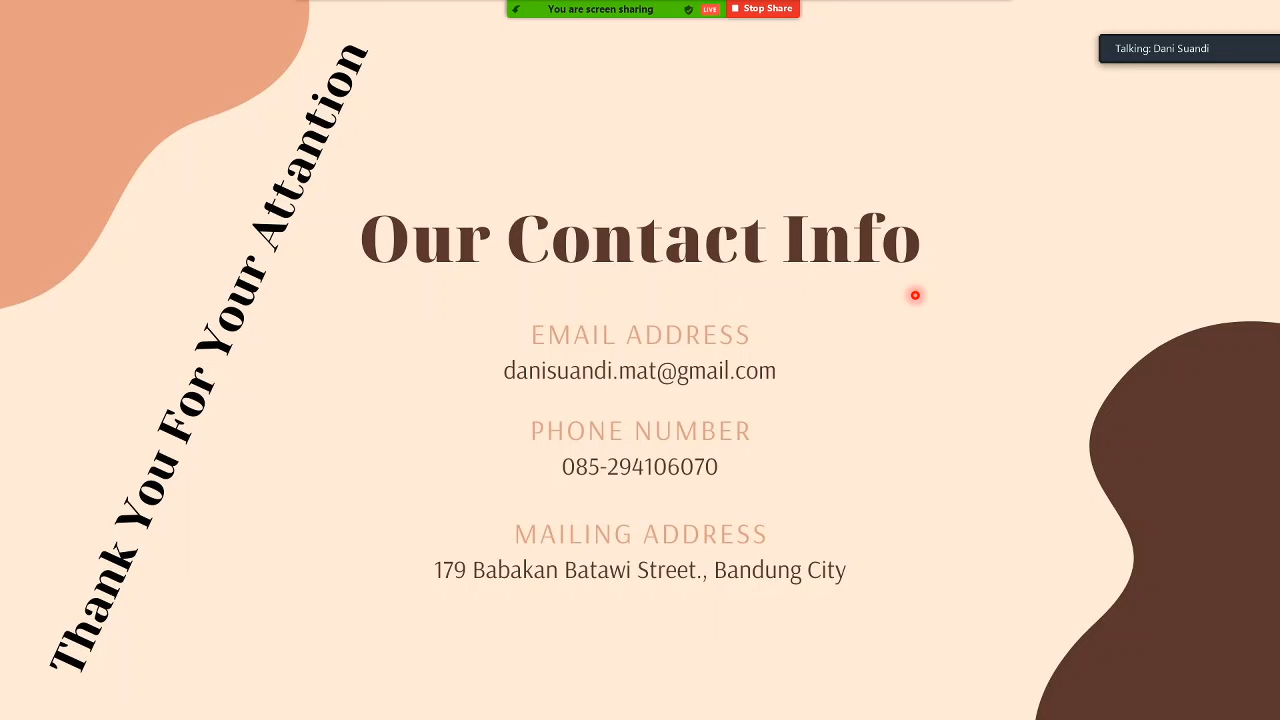 You are screen sharing
LIVE
Stop Share
Talking: Dani Suandi
Thank You For Your Attantion
Our Contact Info
EMAIL ADDRESS
danisuandi.mat@gmail.com
PHONE NUMBER
085-294106070
MAILING ADDRESS
179 Babakan Batawi Street., Bandung City